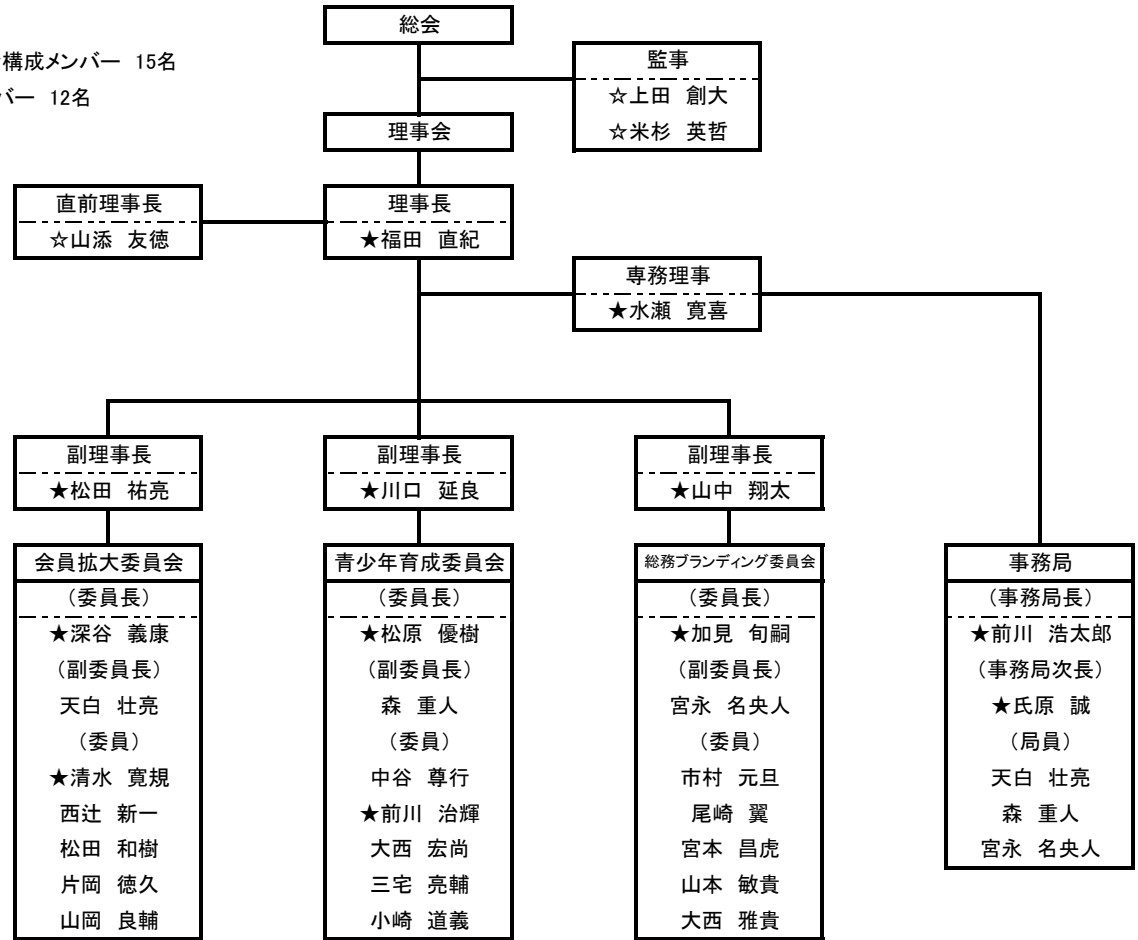 総会
構成メンバー 15名
バー 12名
監事
☆上田 創大
☆米杉 英哲
理事会
直前理事長
☆山添 友徳
理事長
★福田 直紀
専務理事
★水瀬 寛喜
副理事長
★松田 祐亮
副理事長
★川口 延良
副理事長
★山中 翔太
会員拡大委員会
(委員長)
★深谷 義康
(副委員長)
天白 壮亮
(委員)
★清水 寛規
西辻 新一
松田 和樹
片岡 徳久
山岡 良輔
青少年育成委員会
(委員長)
★松原 優樹
(副委員長)
森 重人
(委員)
中谷 尊行
★前川 治輝
大西 宏尚
三宅 亮輔
小崎 道義
総務ブランディング委員会
(委員長)
★加見 旬嗣
(副委員長)
宮永 名央人
(委員)
市村 元旦
尾崎 翼
宮本 昌虎
山本 敏貴
大西 雅貴
事務局
(事務局長)
★前川 浩太郎
(事務局次長)
★氏原 誠
(局員)
天白 壮亮
森 重人
宮永 名央人